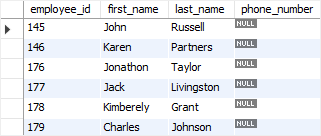 employee_id first_name last_name phone_number
145 John Russell NULL
146 Karen Partners NULL
176 Jonathon Taylor NULL
177 Jack Livingston NULL
178 Kimberely Grant NULL
179 Charles Johnson NULL